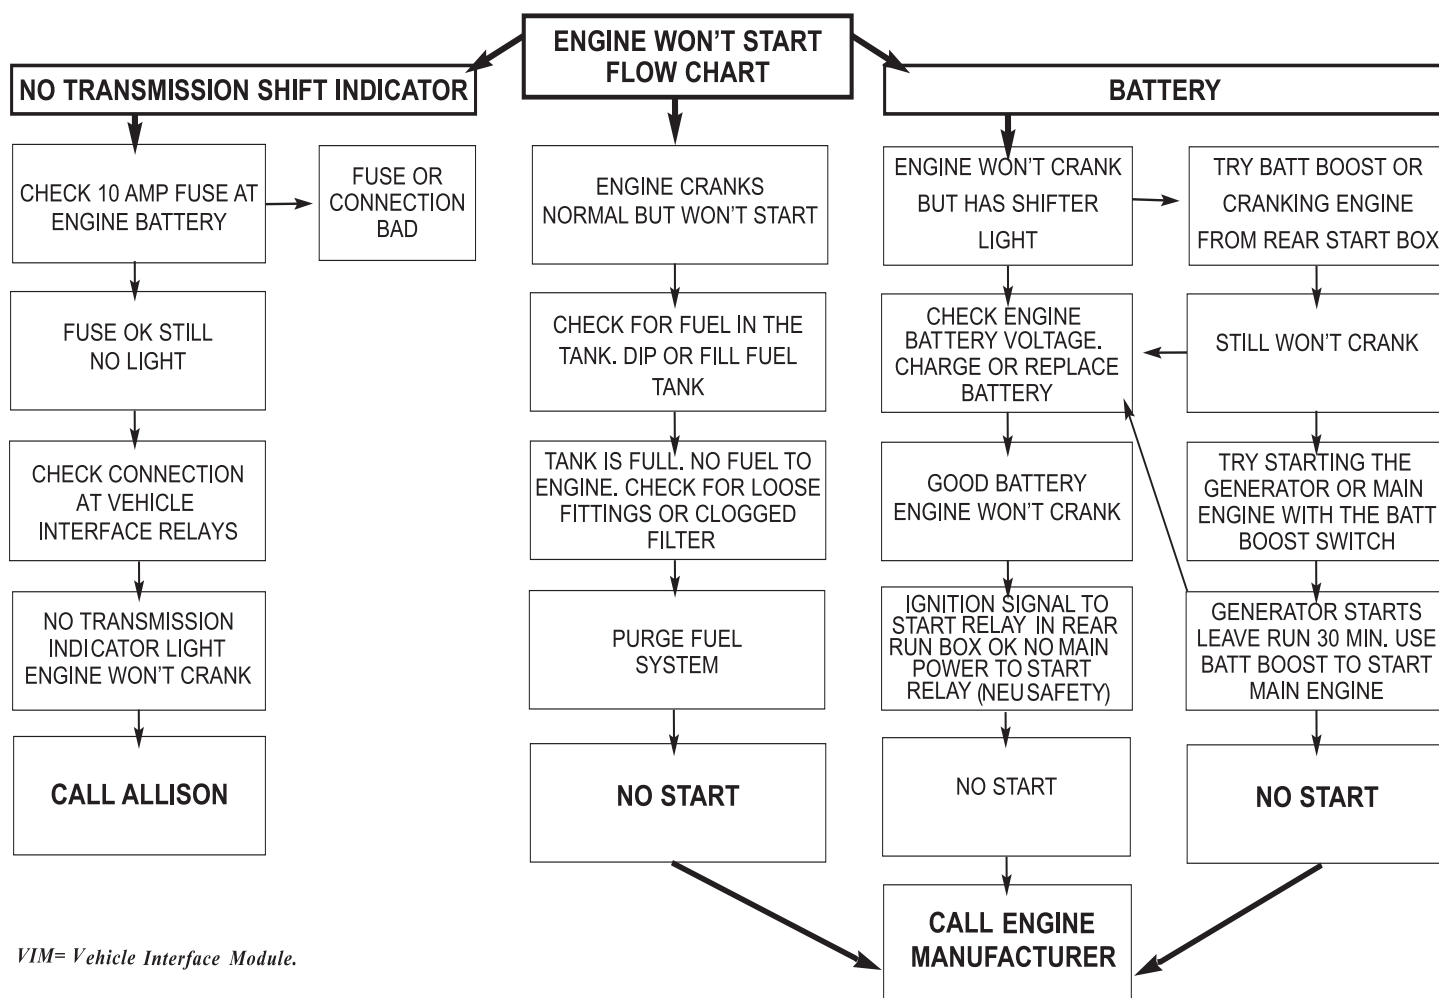 ENGINE WON'T START
FLOW CHART
NO TRANSMISSION SHIFT INDICATOR
CHECK 10 AMP FUSE AT
ENGINE BATTERY
FUSE OR
CONNECTION
BAD
FUSE OK STILL
NO LIGHT
CHECK CONNECTION
AT VEHICLE
INTERFACE RELAYS
NO TRANSMISSION
INDICATOR LIGHT
ENGINE WON'T CRANK
CALL ALLISON
ENGINE CRANKS
NORMAL BUT WON'T START
CHECK FOR FUEL IN THE
TANK. DIP OR FILL FUEL
TANK
TANK IS FULL. NO FUEL TO
ENGINE. CHECK FOR LOOSE
FITTINGS OR CLOGGED
FILTER
PURGE FUEL
SYSTEM
NO START
BATTERY
ENGINE WON'T CRANK
BUT HAS SHIFTER
LIGHT
CHECK ENGINE
BATTERY VOLTAGE.
CHARGE OR REPLACE
BATTERY
GOOD BATTERY
ENGINE WON'T CRANK
IGNITION SIGNAL TO
START RELAY IN REAR
RUN BOX OK NO MAIN
POWER TO START
RELAY (NEU SAFETY)
NO START
TRY BATT BOOST OR
CRANKING ENGINE
FROM REAR START BOX
STILL WON'T CRANK
TRY STARTING THE
GENERATOR OR MAIN
ENGINE WITH THE BATT
BOOST SWITCH
GENERATOR STARTS
LEAVE RUN 30 MIN. USE
BATT BOOST TO START
MAIN ENGINE
NO START
CALL ENGINE
MANUFACTURER
VIM= Vehicle Interface Module.